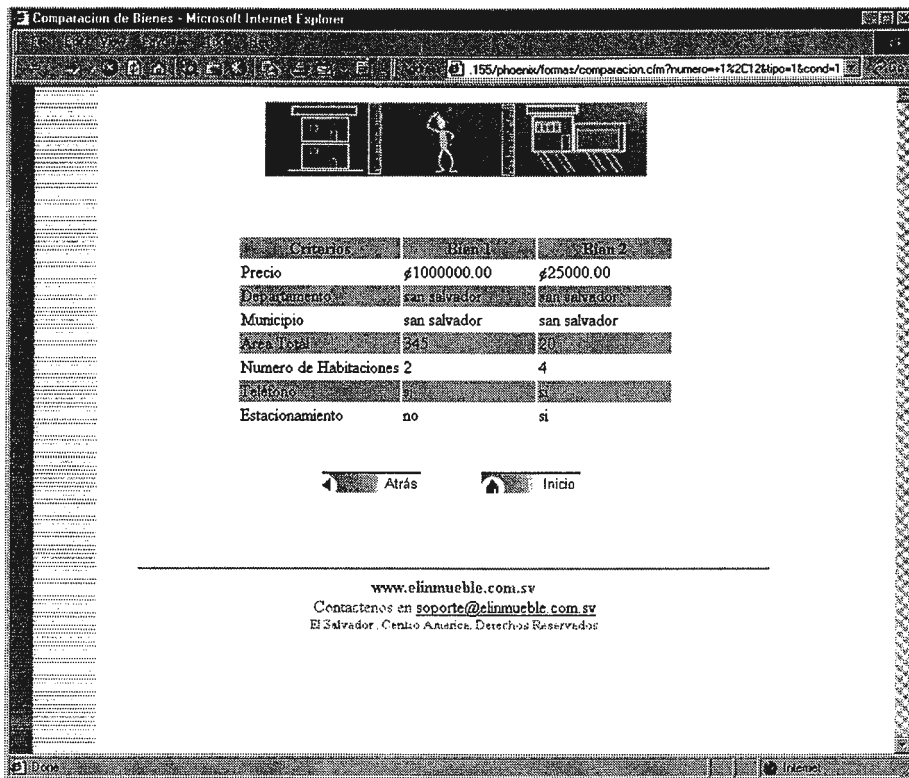 Comparacion de Bienes - Microsoft Internet Explorer
.155/phoenix/formas/comparacion.cfm?numero=+1%2C12&tipo=1&cond=1
Criterios Bien 1 Bien 2
Precio ¢1000000.00 ¢25000.00
Departamento san salvador san salvador
Municipio san salvador san salvador
Area Total 345 20
Numero de Habitaciones 2 4
Teléfono si
Estacionamiento no si
Atrás Inicio
www.elinmueble.com.sv
Contactenos en soporte@elinmueble.com.sv
El Salvador, Centro America, Derechos Reservados
Done Internet